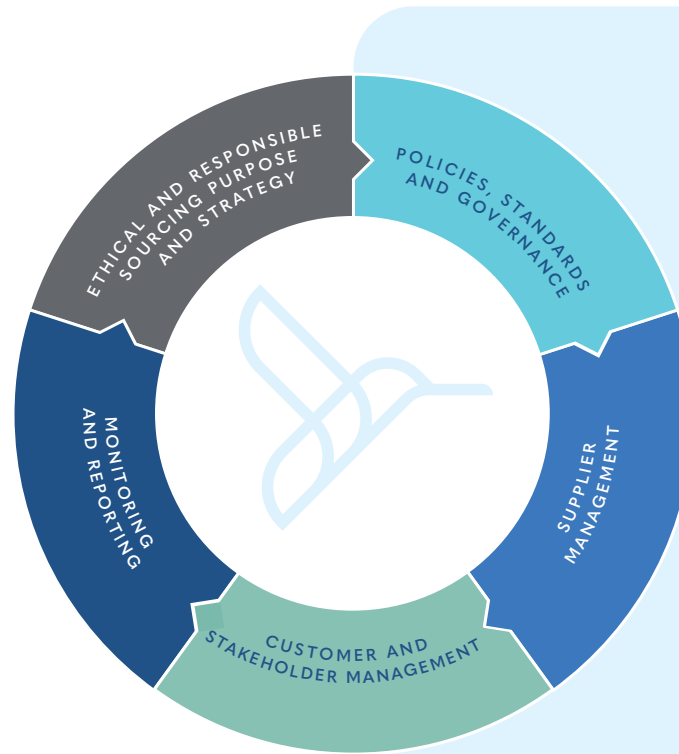 ETHICAL AND RESPONSIBLE
SOURCING PURPOSE
AND STRATEGY
POLICIES, STANDARDS
AND GOVERNANCE
SUPPLIER
MANAGEMENT
CUSTOMER AND
STAKEHOLDER MANAGEMENT
MONITORING
AND REPORTING